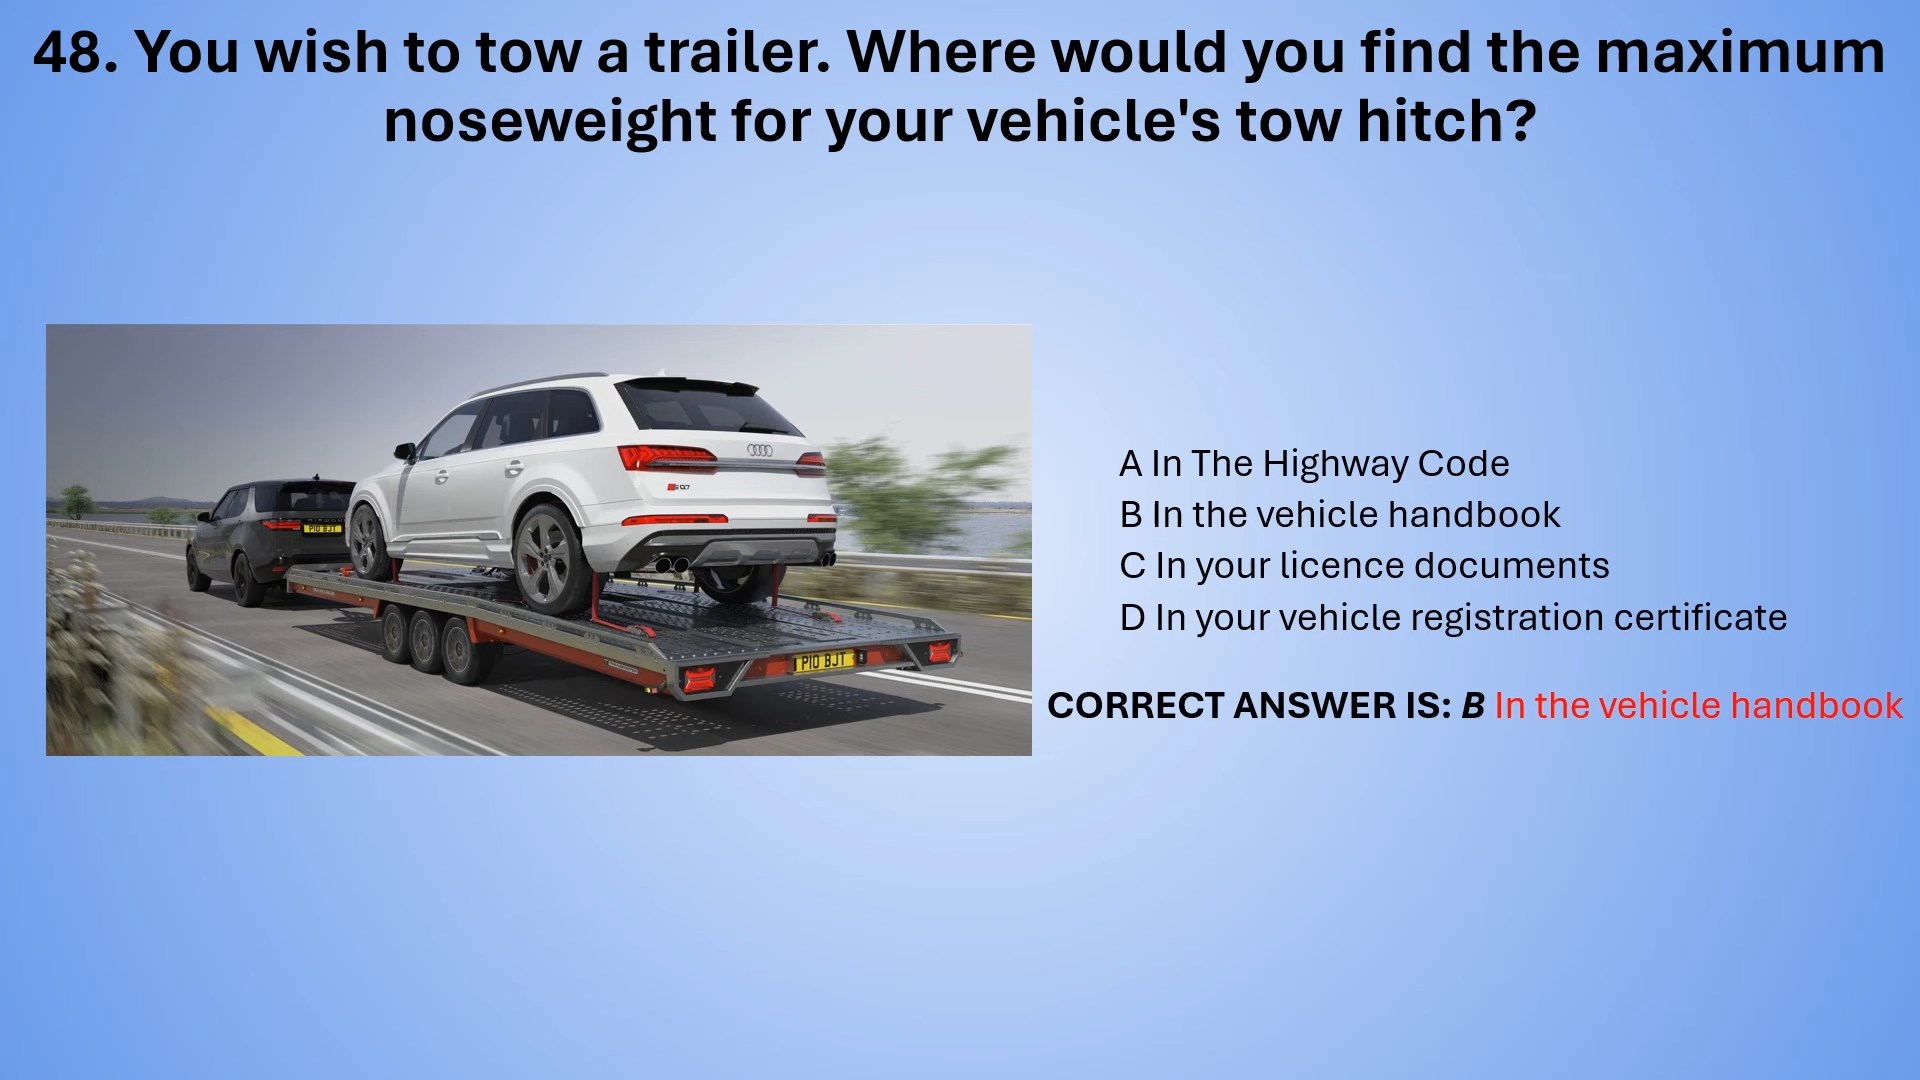 48. You wish to tow a trailer. Where would you find the maximum
noseweight for your vehicle's tow hitch?
A In The Highway Code
B In the vehicle handbook
C In your licence documents
D In your vehicle registration certificate
CORRECT ANSWER IS: B In the vehicle handbook
P10 BJT
P10 BJT